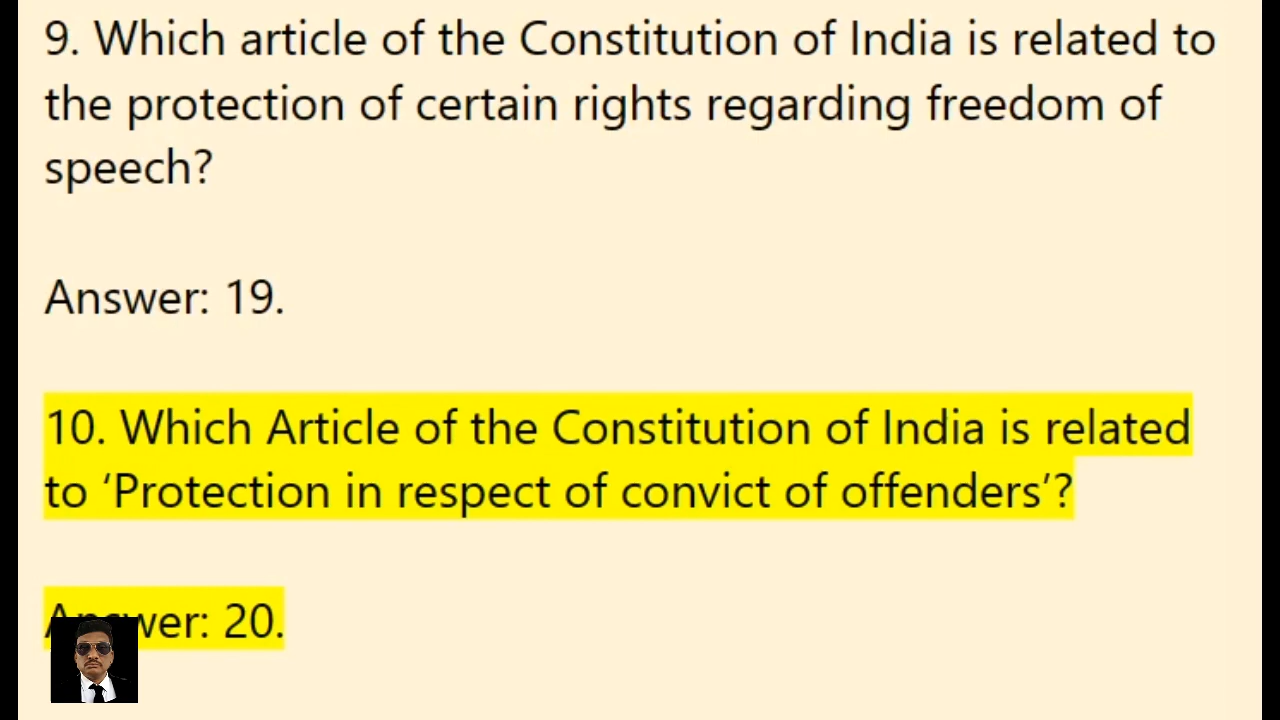 9. Which article of the Constitution of India is related to
the protection of certain rights regarding freedom of
speech?
Answer: 19.
10. Which Article of the Constitution of India is related
to ‘Protection in respect of convict of offenders’?
Answer: 20.